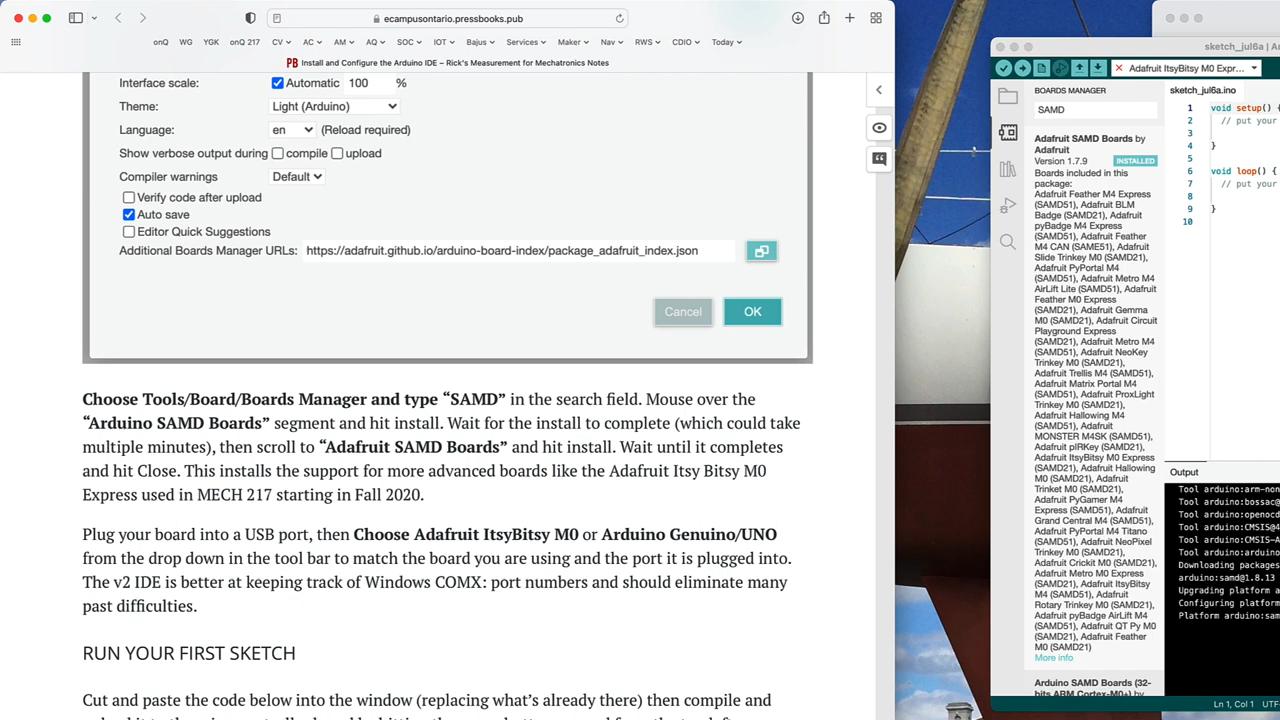 ecampusontario.pressbooks.pub
onQ WG YGK onQ 217 CV AC AM AQ SOC IOT Bajus Services Maker Nav RWS CDIO Today
PB Install and Configure the Arduino IDE – Rick's Measurement for Mechatronics Notes
Interface scale: Automatic 100 %
Theme: Light (Arduino)
Language: en (Reload required)
Show verbose output during compile upload
Compiler warnings Default
Verify code after upload
Auto save
Editor Quick Suggestions
Additional Boards Manager URLs: https://adafruit.github.io/arduino-board-index/package_adafruit_index.json
Cancel OK
Choose Tools/Board/Boards Manager and type “SAMD” in the search field. Mouse over the
“Arduino SAMD Boards” segment and hit install. Wait for the install to complete (which could take
multiple minutes), then scroll to “Adafruit SAMD Boards” and hit install. Wait until it completes
and hit Close. This installs the support for more advanced boards like the Adafruit Itsy Bitsy M0
Express used in MECH 217 starting in Fall 2020.
Plug your board into a USB port, then Choose Adafruit ItsyBitsy M0 or Arduino Genuino/UNO
from the drop down in the tool bar to match the board you are using and the port it is plugged into.
The v2 IDE is better at keeping track of Windows COMX: port numbers and should eliminate many
past difficulties.
RUN YOUR FIRST SKETCH
Cut and paste the code below into the window (replacing what’s already there) then compile and
sketch_jul6a | A
Adafruit ItsyBitsy M0 Expr...
BOARDS MANAGER
SAMD
Adafruit SAMD Boards by
Adafruit
Version 1.7.9 INSTALLED
Boards included in this
package:
Adafruit Feather M4 Express
(SAMD51), Adafruit BLM
Badge (SAMD21), Adafruit
pyBadge M4 Express
(SAMD51), Adafruit Feather
M4 CAN (SAME51), Adafruit
Slide Trinkey M0 (SAMD21),
Adafruit PyPortal M4
(SAMD51), Adafruit Metro M4
AirLift Lite (SAMD51), Adafruit
Feather M0 Express
(SAMD21), Adafruit Gemma
M0 (SAMD21), Adafruit Circuit
Playground Express
(SAMD21), Adafruit Metro M4
(SAMD51), Adafruit NeoKey
Trinkey M0 (SAMD21),
Adafruit Trellis M4 (SAMD51),
Adafruit Matrix Portal M4
(SAMD51), Adafruit ProxLight
Trinkey M0 (SAMD21),
Adafruit Hallowing M4
(SAMD51), Adafruit
MONSTER M4SK (SAMD51),
Adafruit pIRKey (SAMD21),
Adafruit ItsyBitsy M0 Express
(SAMD21), Adafruit Hallowing
M0 (SAMD21), Adafruit
Trinket M0 (SAMD21),
Adafruit PyGamer M4
Express (SAMD51), Adafruit
Grand Central M4 (SAMD51),
Adafruit PyPortal M4 Titano
(SAMD51), Adafruit NeoPixel
Trinkey M0 (SAMD21),
Adafruit Crickit M0 (SAMD21),
Adafruit Metro M0 Express
(SAMD21), Adafruit ItsyBitsy
M4 (SAMD51), Adafruit
Rotary Trinkey M0 (SAMD21),
Adafruit pyBadge AirLift M4
(SAMD51), Adafruit QT Py M0
(SAMD21), Adafruit Feather
M0 (SAMD21)
More info
Arduino SAMD Boards (32-
bits ARM Cortex-M0+) by
sketch_jul6a.ino
1 void setup() {
2 // put your
3
4 }
5
6 void loop() {
7 // put your
8
9 }
10
Output
Tool arduino:arm-non
Tool arduino:bossac@
Tool arduino:openocd
Tool arduino:CMSIS@4
Tool arduino:CMSIS-A
Tool arduino:arduino
Downloading packages
arduino:samd@1.8.13
Upgrading platform a
Configuring platform
Platform arduino:sam
Ln 1, Col 1 UTF